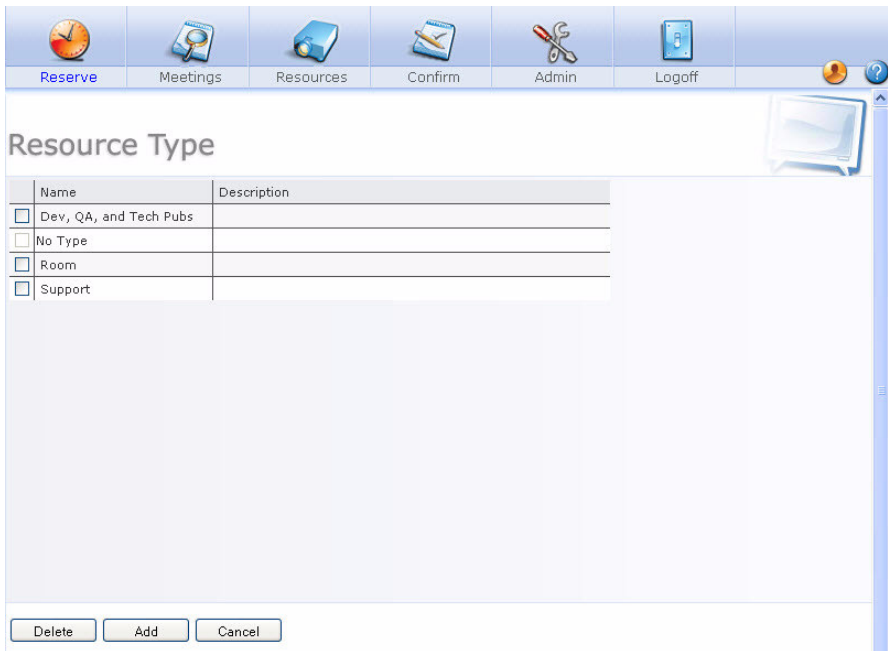 Reserve Meetings Resources Confirm Admin Logoff
?
Resource Type
Name Description
Dev, QA, and Tech Pubs
No Type
Room
Support
Delete Add Cancel